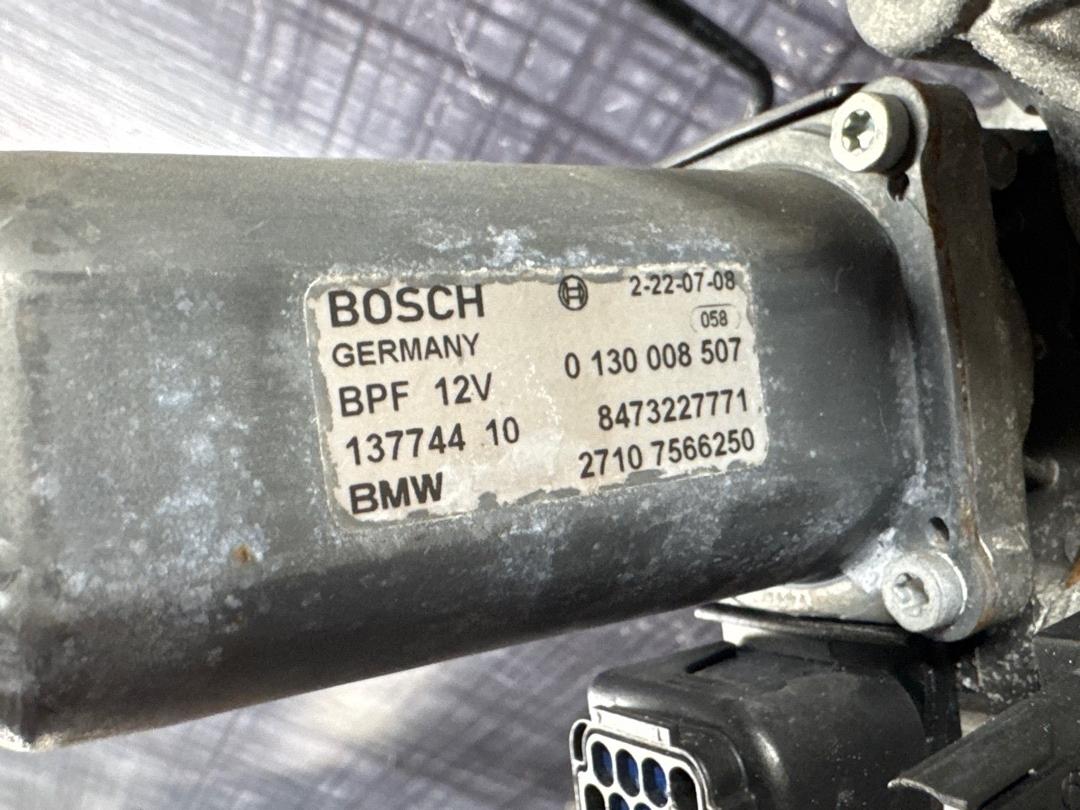 BOSCH 2-22-07-08
058
GERMANY 0 130 008 507
BPF 12V 8473227771
137744 10 2710 7566250
BMW